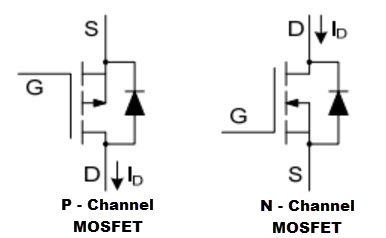 S
G
D
I_D
P - Channel
MOSFET
D
I_D
G
S
N - Channel
MOSFET